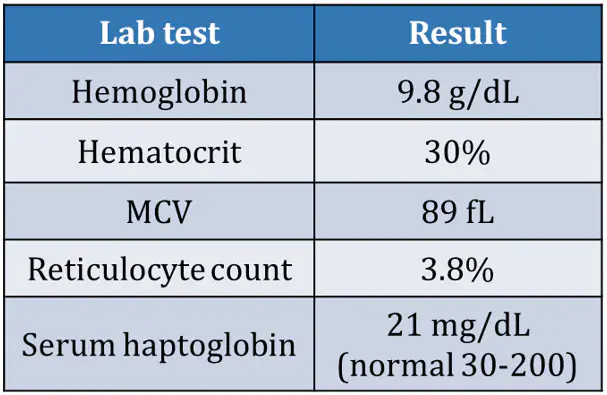 Lab test Result
Hemoglobin 9.8 g/dL
Hematocrit 30%
MCV 89 fL
Reticulocyte count 3.8%
Serum haptoglobin 21 mg/dL
(normal 30-200)